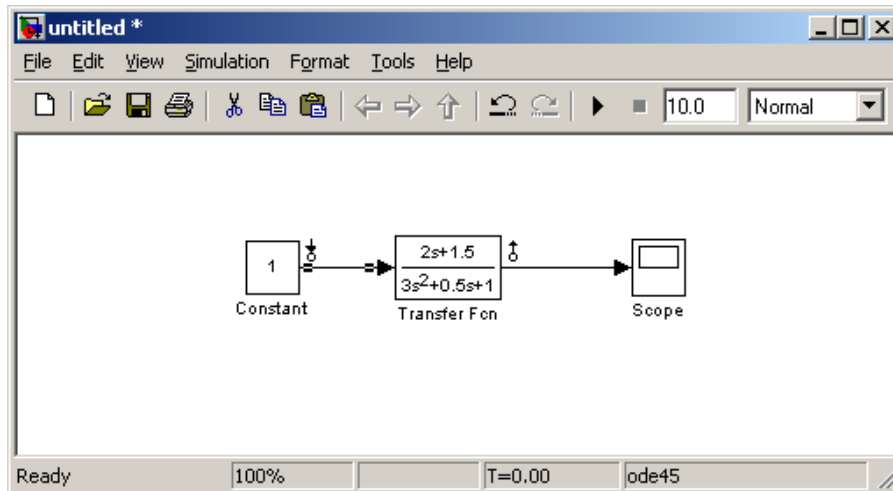 untitled *
File Edit View Simulation Format Tools Help
10.0 Normal
1
2s+1.5
3s²+0.5s+1
Constant Transfer Fcn Scope
Ready 100% T=0.00 ode45